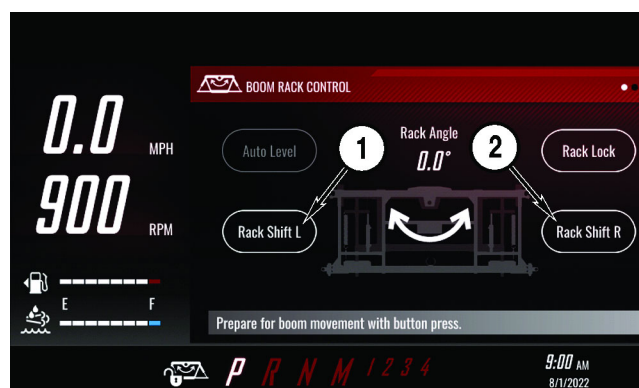 BOOM RACK CONTROL
0.0 MPH
900 RPM
E F
Auto Level
1
Rack Angle
0.0°
2
Rack Lock
Rack Shift L
Rack Shift R
Prepare for boom movement with button press.
P R N M 1 2 3 4
9:00 AM
8/1/2022